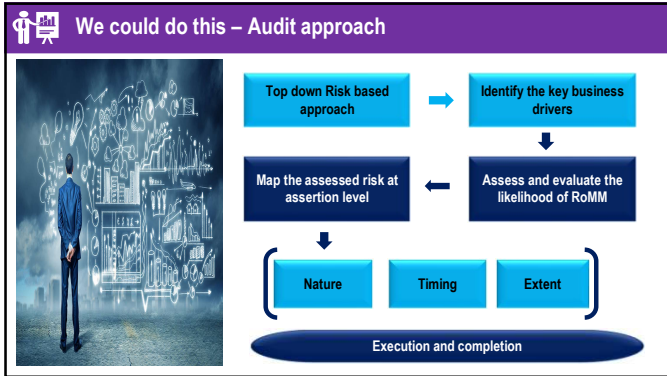 We could do this – Audit approach
Top down Risk based
approach
Identify the key business
drivers
Assess and evaluate the
likelihood of RoMM
Map the assessed risk at
assertion level
Nature
Timing
Extent
Execution and completion